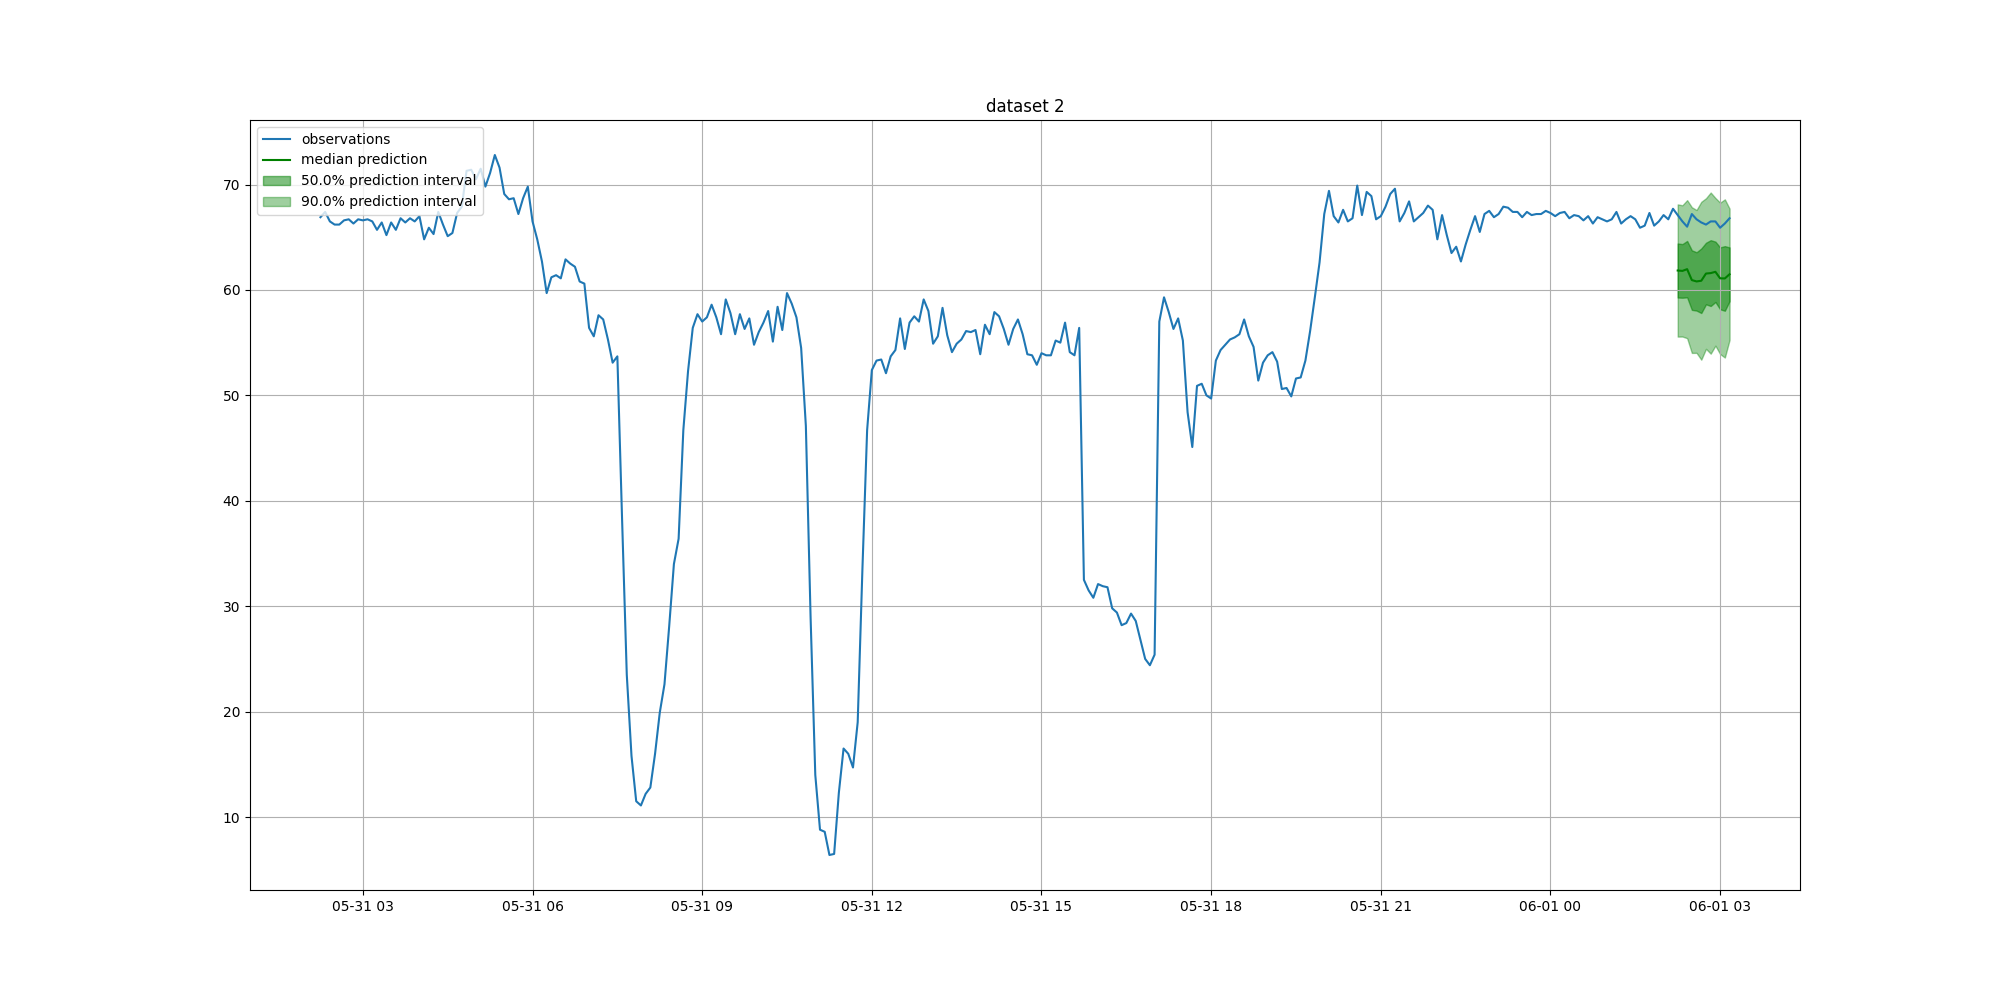 dataset 2
observations
median prediction
50.0% prediction interval
90.0% prediction interval
70
60
50
40
30
20
10
05-31 03 05-31 06 05-31 09 05-31 12 05-31 15 05-31 18 05-31 21 06-01 00 06-01 03